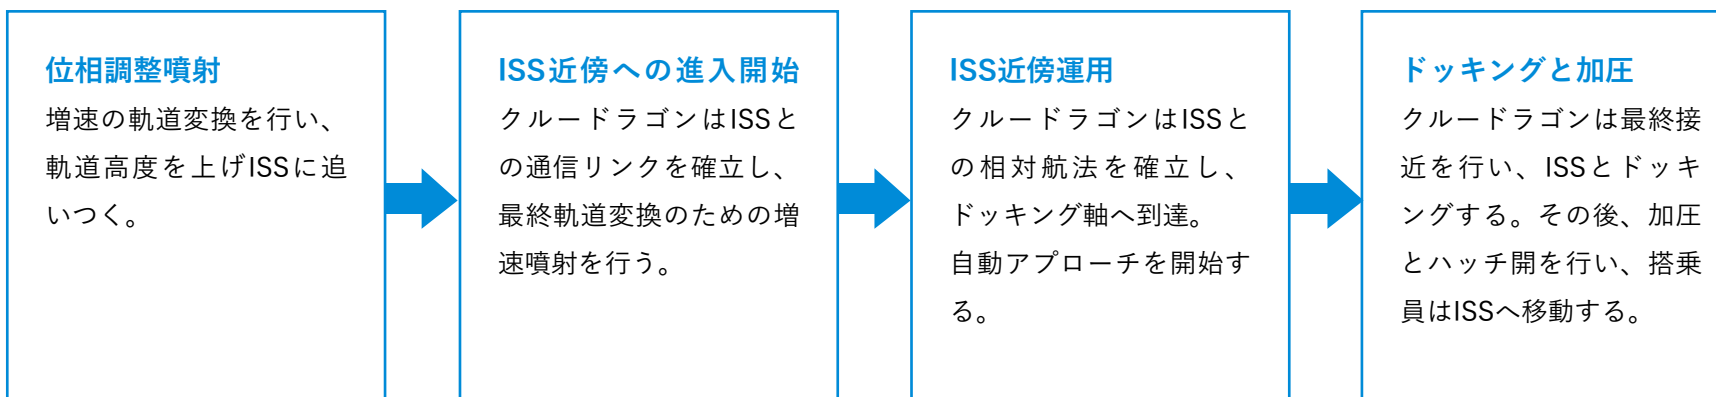 位相調整噴射
増速の軌道変換を行い、
軌道高度を上げISSに追
いつく。
ISS近傍への進入開始
クルードラゴンはISSと
の通信リンクを確立し、
最終軌道変換のための増
速噴射を行う。
ISS近傍運用
クルードラゴンはISSと
の相対航法を確立し、
ドッキング軸へ到達。
自動アプローチを開始す
る。
ドッキングと加圧
クルードラゴンは最終接
近を行い、ISSとドッキ
ングする。その後、加圧
とハッチ開を行い、搭乗
員はISSへ移動する。